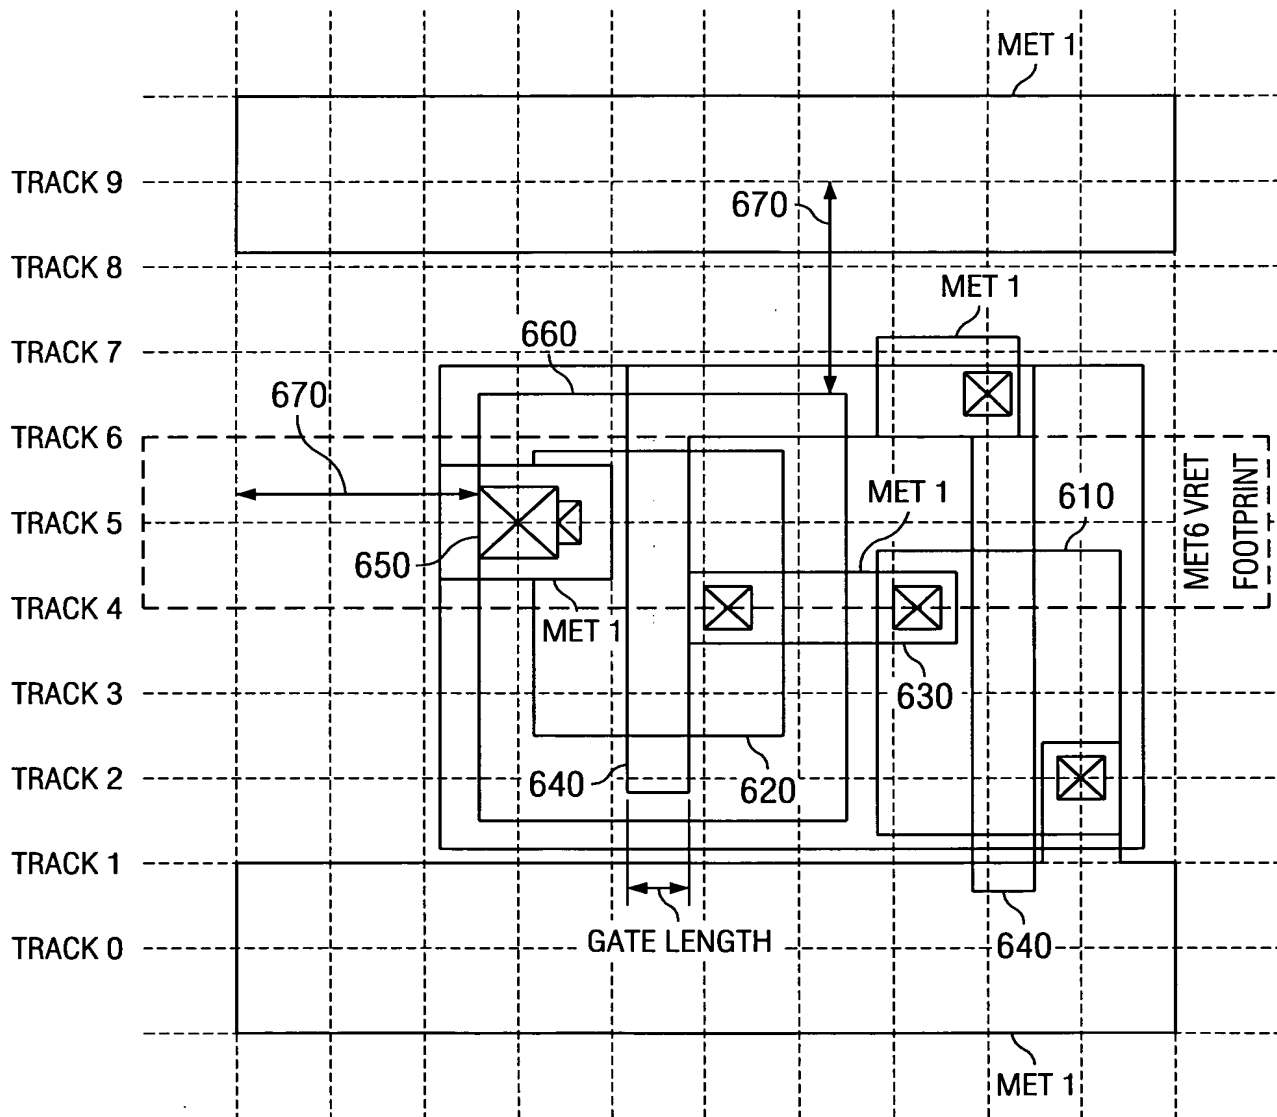 MET 1
TRACK 9
670
TRACK 8
MET 1
TRACK 7
660
670
TRACK 6
MET 1
610
MET6 VRET
FOOTPRINT
TRACK 5
650
TRACK 4
MET 1
630
TRACK 3
640
620
TRACK 2
TRACK 1
GATE LENGTH
640
TRACK 0
MET 1